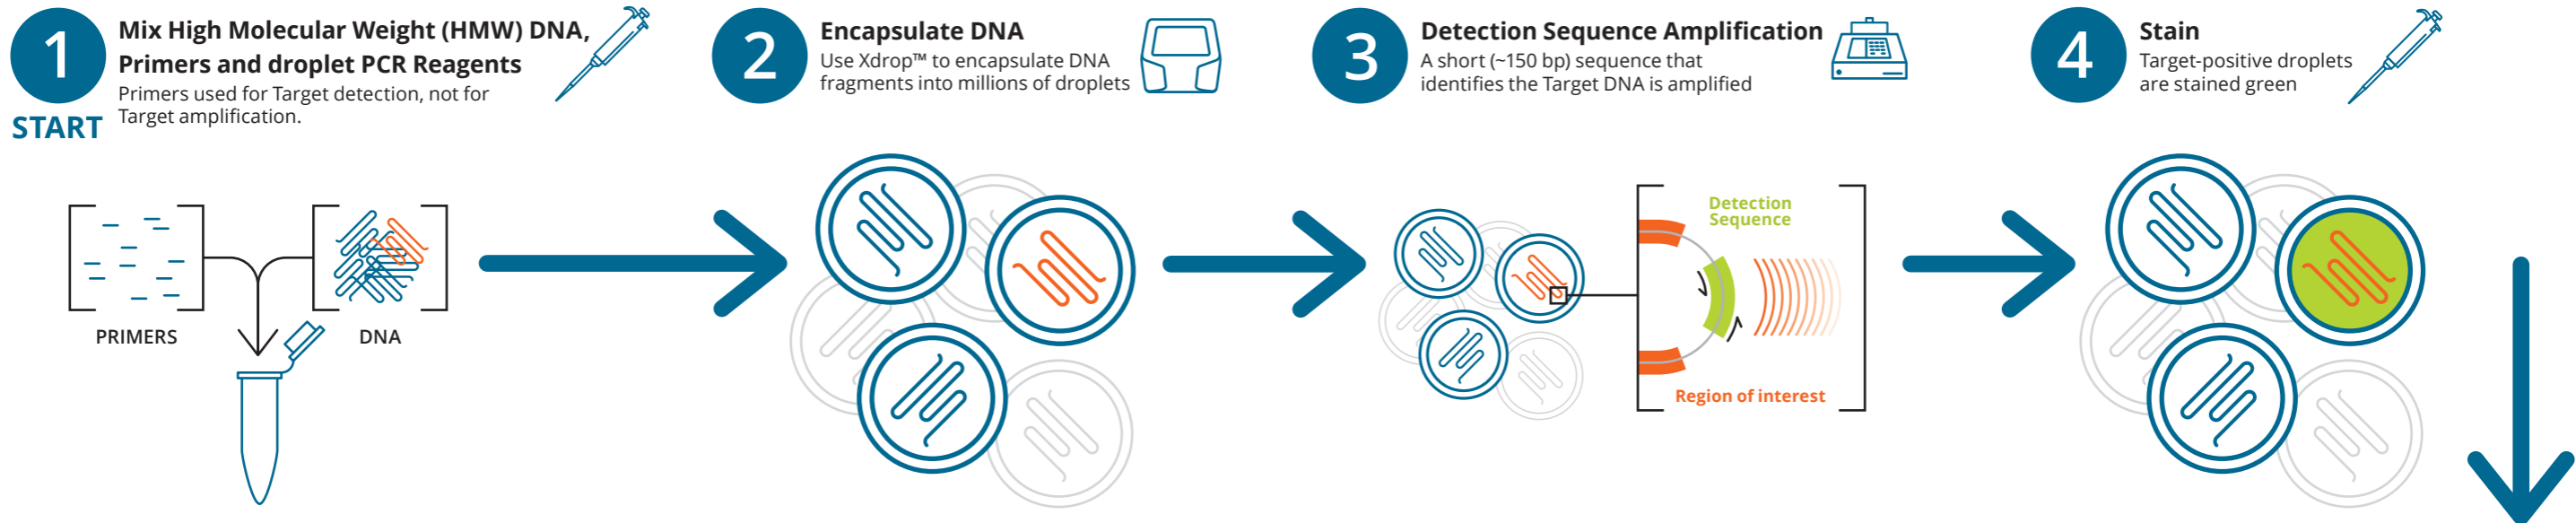 1
START
Mix High Molecular Weight (HMW) DNA,
Primers and droplet PCR Reagents
Primers used for Target detection, not for
Target amplification.
PRIMERS
DNA
2
Encapsulate DNA
Use Xdrop™ to encapsulate DNA
fragments into millions of droplets
3
Detection Sequence Amplification
A short (~150 bp) sequence that
identifies the Target DNA is amplified
Detection
Sequence
Region of interest
4
Stain
Target-positive droplets
are stained green